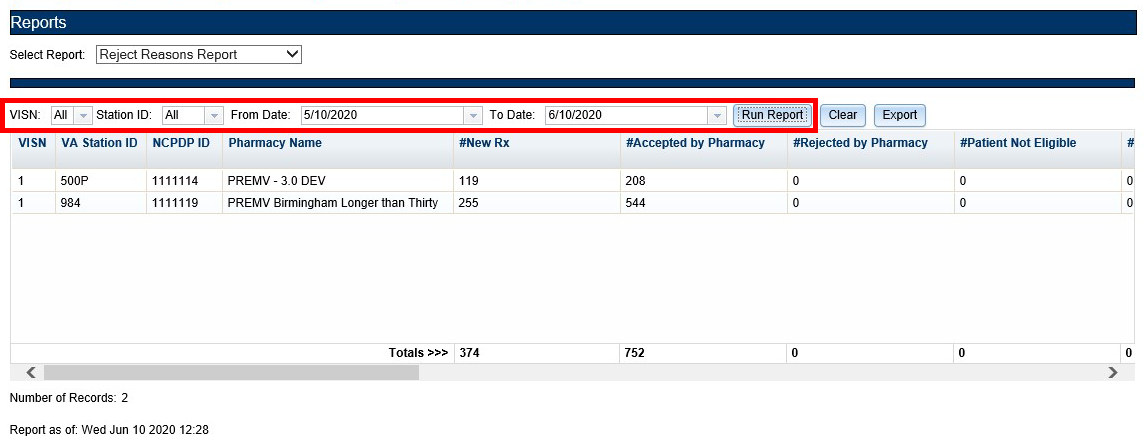 Reports
Select Report: Reject Reasons Report
VISN: All Station ID: All From Date: 5/10/2020 To Date: 6/10/2020 Run Report Clear Export
VISN VA Station ID NCPDP ID Pharmacy Name #New Rx #Accepted by Pharmacy #Rejected by Pharmacy #Patient Not Eligible #
1 500P 1111114 PREMV - 3.0 DEV 119 208 0 0 0
1 984 1111119 PREMV Birmingham Longer than Thirty 255 544 0 0 0
Totals >>> 374 752 0 0 0
Number of Records: 2
Report as of: Wed Jun 10 2020 12:28